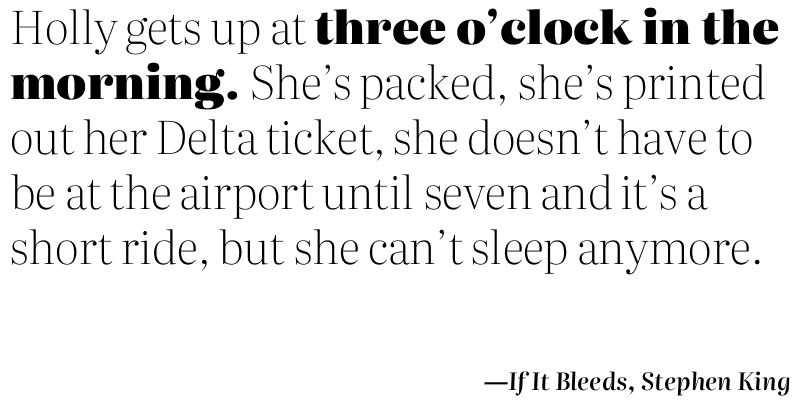 Holly gets up at three o’clock in the
morning. She’s packed, she’s printed
out her Delta ticket, she doesn’t have to
be at the airport until seven and it’s a
short ride, but she can’t sleep anymore.
—If It Bleeds, Stephen King